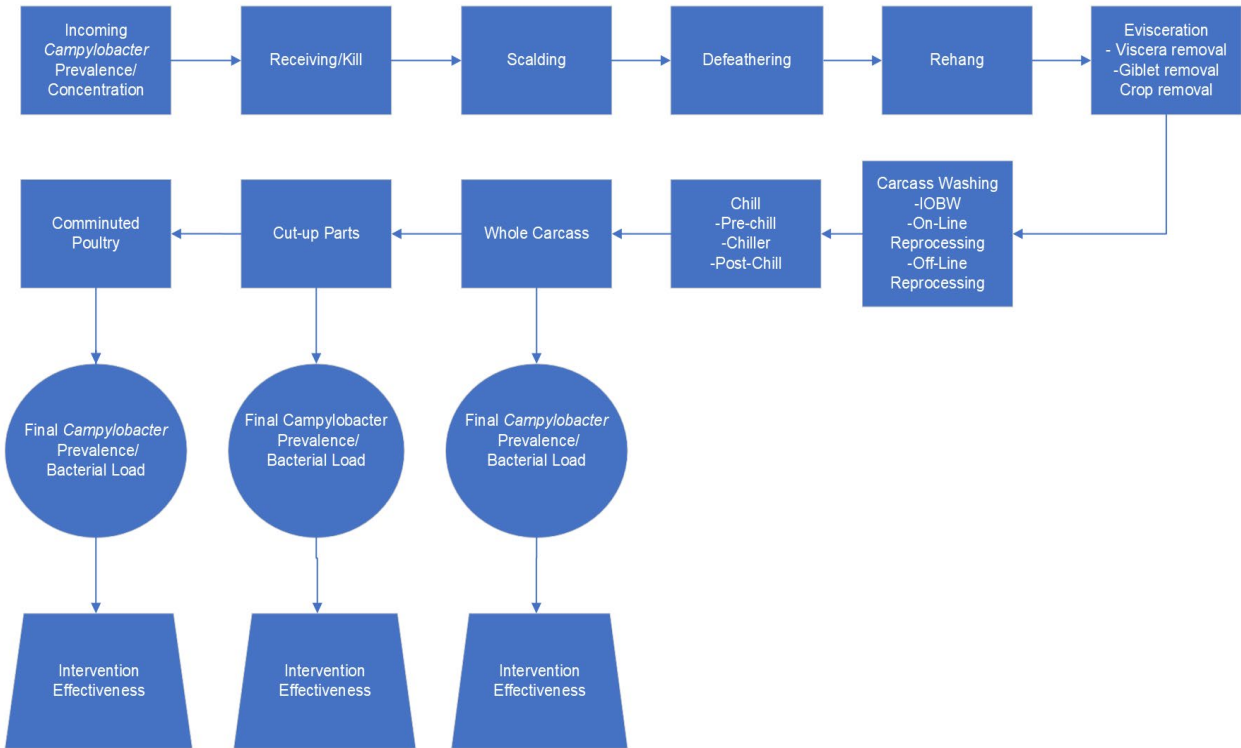 Incoming
Campylobacter
Prevalence/
Concentration
Receiving/Kill
Scalding
Defeathering
Rehang
Evisceration
- Viscera removal
-Giblet removal
Crop removal
Carcass Washing
-IOBW
-On-Line
Reprocessing
-Off-Line
Reprocessing
Chill
-Pre-chill
-Chiller
-Post-Chill
Whole Carcass
Cut-up Parts
Comminuted
Poultry
Final Campylobacter
Prevalence/
Bacterial Load
Final Campylobacter
Prevalence/
Bacterial Load
Final Campylobacter
Prevalence/
Bacterial Load
Intervention
Effectiveness
Intervention
Effectiveness
Intervention
Effectiveness